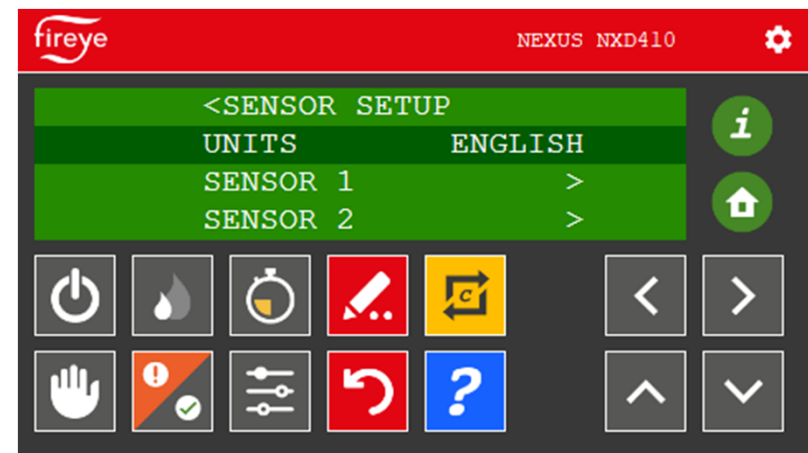 fireye
NEXUS NXD410
i
<SENSOR SETUP
UNITS ENGLISH
SENSOR 1 >
SENSOR 2 >
C
?